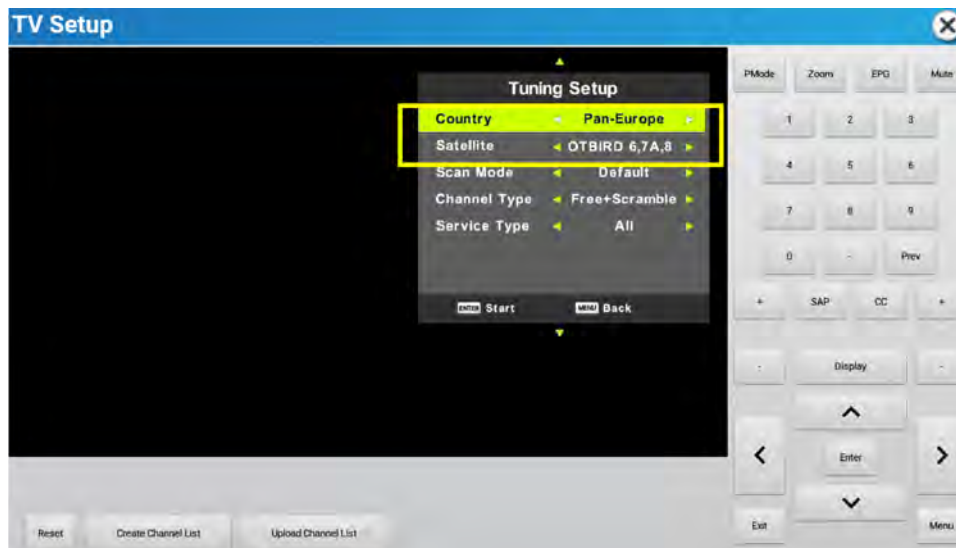 TV Setup
Tuning Setup
Country Pan-Europe
Satellite OTBIRD 6,7A,8
Scan Mode Default
Channel Type Free+Scramble
Service Type All
ENTER Start MENU Back
PMode Zoom EPG Mute
1 2 3
4 5 6
7 8 9
0 - Prev
+ SAP CC +
- Display -
Enter
Exit Menu
Reset Create Channel List Upload Channel List